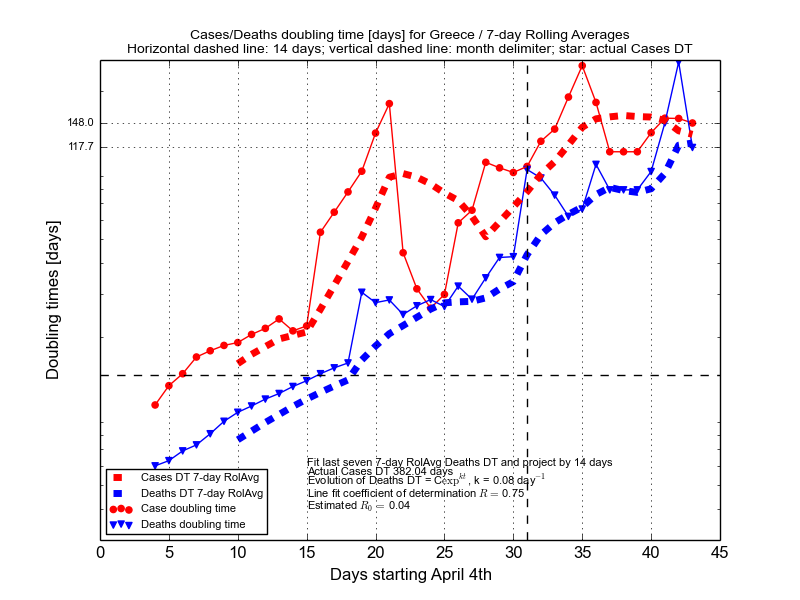 Cases/Deaths doubling time [days] for Greece / 7-day Rolling Averages
Horizontal dashed line: 14 days; vertical dashed line: month delimiter; star: actual Cases DT
148.0
117.7
Doubling times [days]
Fit last seven 7-day RolAvg Deaths DT and project by 14 days
Actual Cases DT 382.04 days
Evolution of Deaths DT = Cexp^{kt}, k = 0.08 day^{-1}
Line fit coefficient of determination R = 0.75
Estimated R_0 = 0.04
Cases DT 7-day RolAvg
Deaths DT 7-day RolAvg
Case doubling time
Deaths doubling time
0 5 10 15 20 25 30 35 40 45
Days starting April 4th